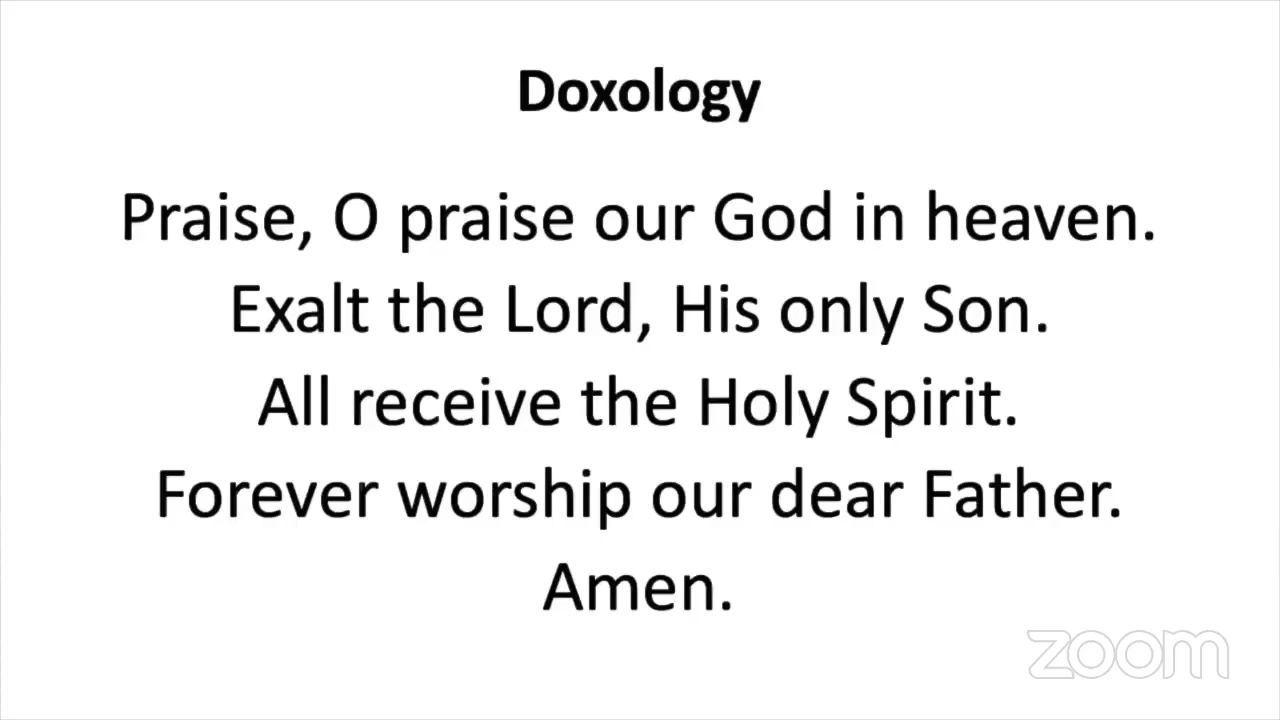 Doxology
Praise, O praise our God in heaven.
Exalt the Lord, His only Son.
All receive the Holy Spirit.
Forever worship our dear Father.
Amen.
zoom